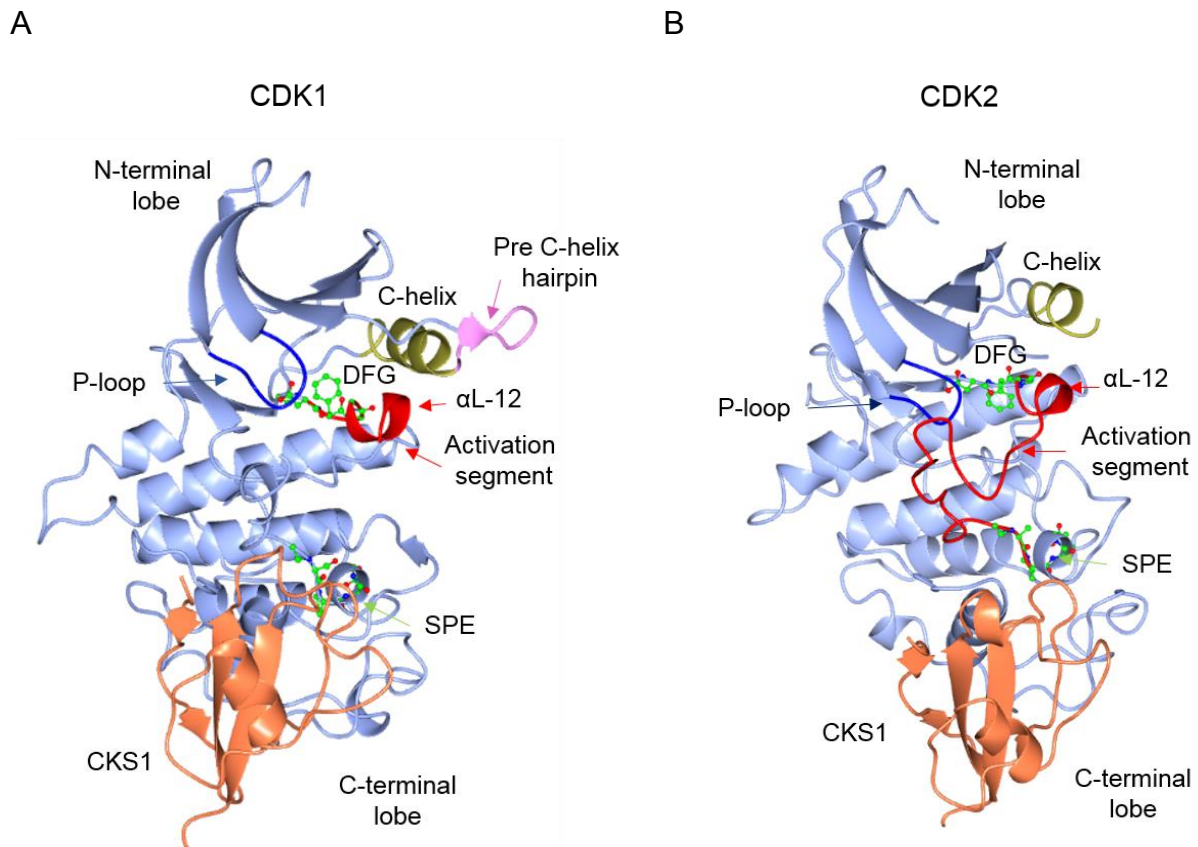 A
CDK1
N-terminal
lobe
Pre C-helix
hairpin
C-helix
DFG
P-loop
αL-12
Activation
segment
SPE
CKS1
C-terminal
lobe
B
CDK2
N-terminal
lobe
C-helix
DFG
αL-12
P-loop
Activation
segment
SPE
CKS1
C-terminal
lobe